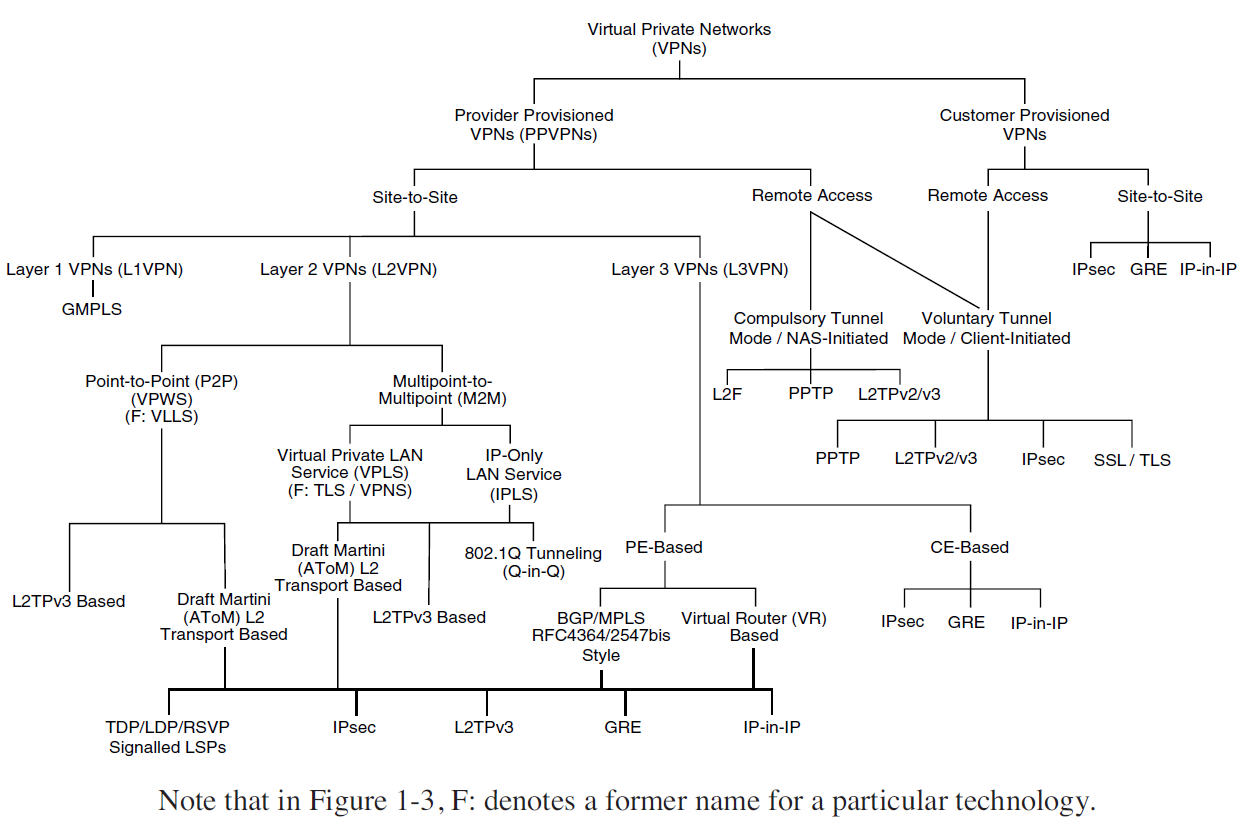 Virtual Private Networks
(VPNs)
Provider Provisioned
VPNs (PPVPNs)
Customer Provisioned
VPNs
Site-to-Site
Remote Access
Remote Access
Site-to-Site
Layer 1 VPNs (L1VPN)
Layer 2 VPNs (L2VPN)
Layer 3 VPNs (L3VPN)
IPsec
GRE
IP-in-IP
GMPLS
Compulsory Tunnel
Mode / NAS-Initiated
Voluntary Tunnel
Mode / Client-Initiated
Point-to-Point (P2P)
(VPWS)
(F: VLLS)
Multipoint-to-
Multipoint (M2M)
L2F
PPTP
L2TPv2/v3
Virtual Private LAN
Service (VPLS)
(F: TLS / VPNS)
IP-Only
LAN Service
(IPLS)
PPTP
L2TPv2/v3
IPsec
SSL / TLS
Draft Martini
(AToM) L2
Transport Based
802.1Q Tunneling
(Q-in-Q)
PE-Based
CE-Based
L2TPv3 Based
Draft Martini
(AToM) L2
Transport Based
L2TPv3 Based
BGP/MPLS
RFC4364/2547bis
Style
Virtual Router (VR)
Based
IPsec
GRE
IP-in-IP
TDP/LDP/RSVP
Signalled LSPs
IPsec
L2TPv3
GRE
IP-in-IP
Note that in Figure 1-3, F: denotes a former name for a particular technology.